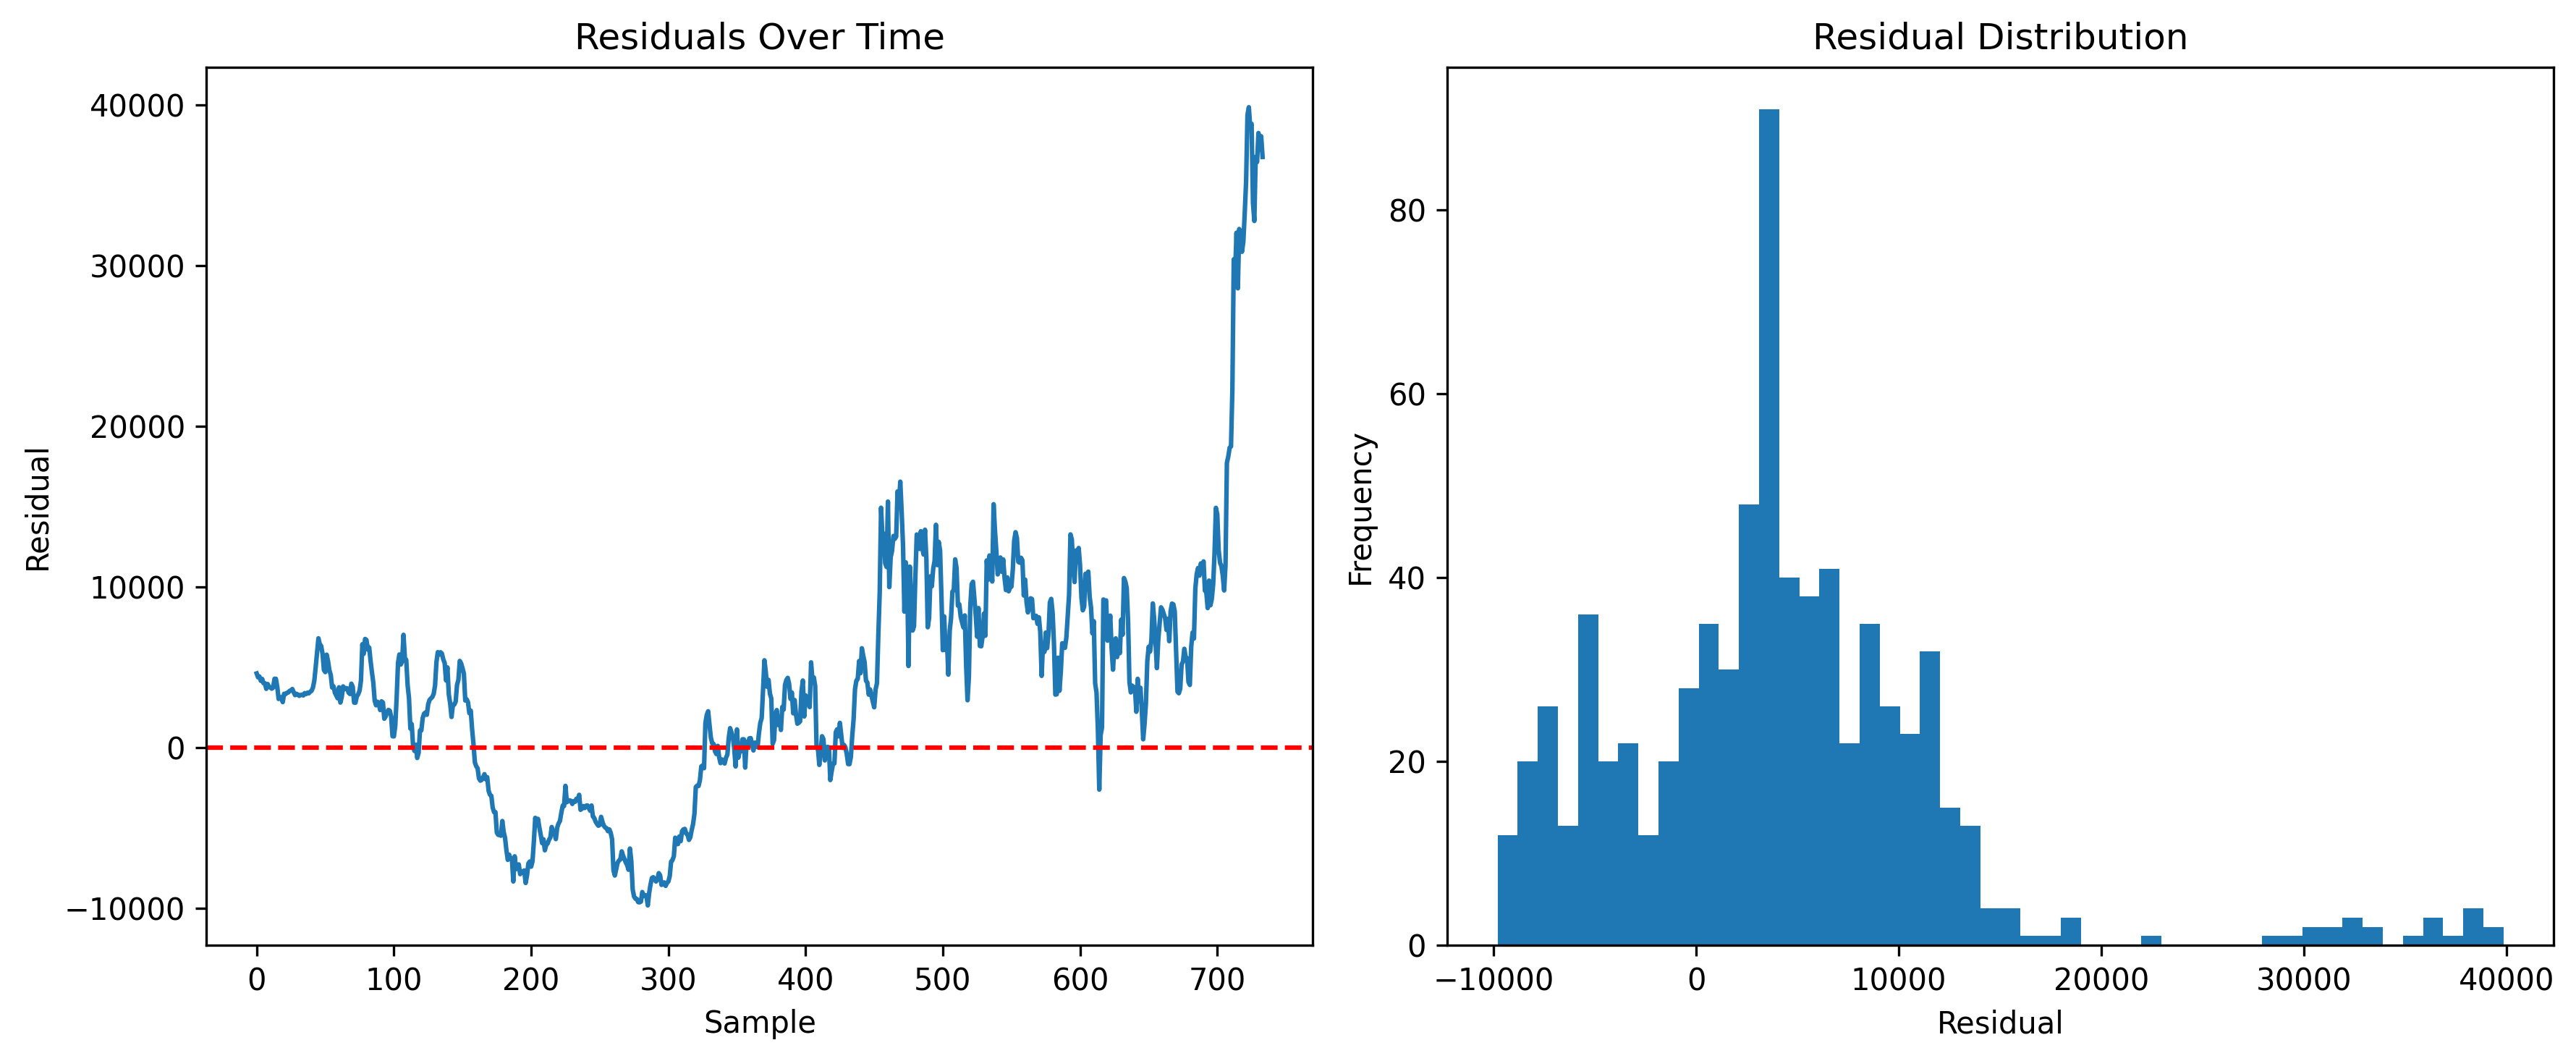 Residuals Over Time
40000
30000
20000
10000
0
−10000
Residual
0 100 200 300 400 500 600 700
Sample
Residual Distribution
80
60
40
20
0
Frequency
−10000 0 10000 20000 30000 40000
Residual